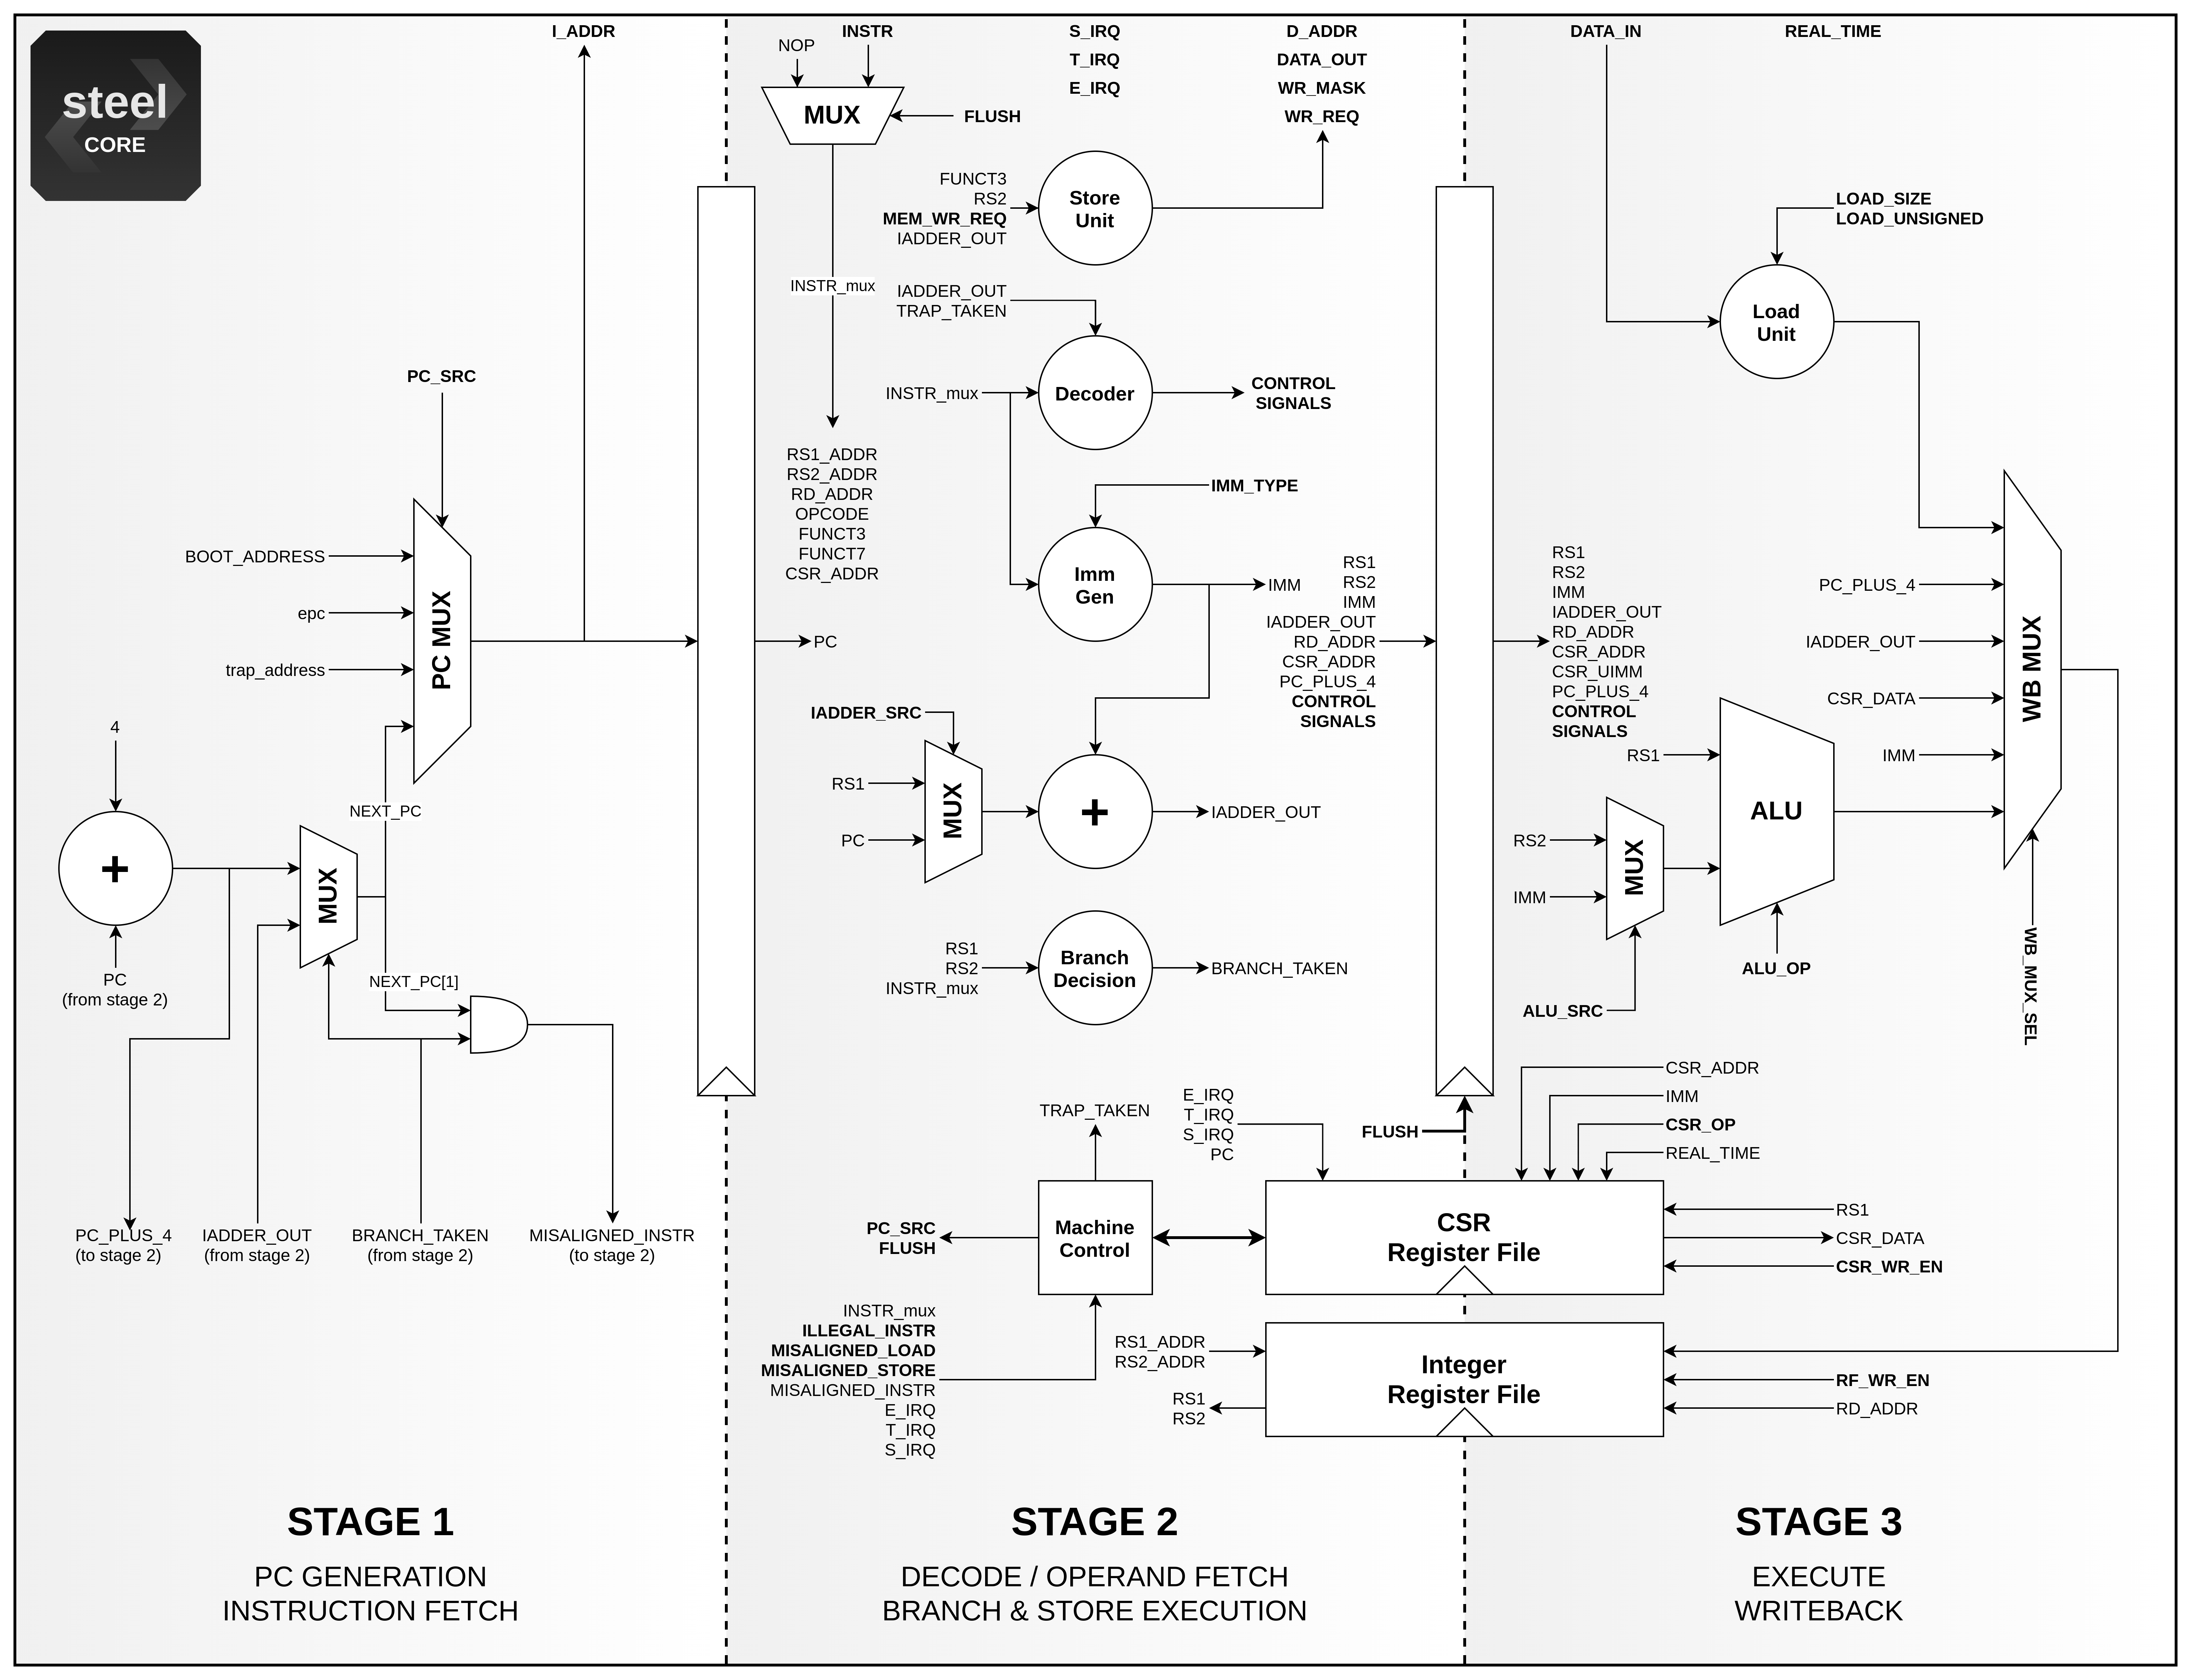 steel
CORE
I_ADDR
PC_SRC
BOOT_ADDRESS
epc
trap_address
PC MUX
4
+
PC
(from stage 2)
MUX
NEXT_PC
NEXT_PC[1]
PC_PLUS_4
(to stage 2)
IADDER_OUT
(from stage 2)
BRANCH_TAKEN
(from stage 2)
MISALIGNED_INSTR
(to stage 2)
STAGE 1
PC GENERATION
INSTRUCTION FETCH
NOP
INSTR
MUX
FLUSH
S_IRQ
T_IRQ
E_IRQ
D_ADDR
DATA_OUT
WR_MASK
WR_REQ
FUNCT3
RS2
MEM_WR_REQ
IADDER_OUT
Store
Unit
INSTR_mux
IADDER_OUT
TRAP_TAKEN
INSTR_mux
Decoder
CONTROL
SIGNALS
RS1_ADDR
RS2_ADDR
RD_ADDR
OPCODE
FUNCT3
FUNCT7
CSR_ADDR
IMM_TYPE
Imm
Gen
IMM
PC
RS1
RS2
IMM
IADDER_OUT
RD_ADDR
CSR_ADDR
PC_PLUS_4
CONTROL
SIGNALS
IADDER_SRC
RS1
PC
MUX
+
IADDER_OUT
RS1
RS2
INSTR_mux
Branch
Decision
BRANCH_TAKEN
TRAP_TAKEN
E_IRQ
T_IRQ
S_IRQ
PC
FLUSH
PC_SRC
FLUSH
Machine
Control
CSR
Register File
INSTR_mux
ILLEGAL_INSTR
MISALIGNED_LOAD
MISALIGNED_STORE
MISALIGNED_INSTR
E_IRQ
T_IRQ
S_IRQ
RS1_ADDR
RS2_ADDR
RS1
RS2
Integer
Register File
STAGE 2
DECODE / OPERAND FETCH
BRANCH & STORE EXECUTION
DATA_IN
REAL_TIME
LOAD_SIZE
LOAD_UNSIGNED
Load
Unit
RS1
RS2
IMM
IADDER_OUT
RD_ADDR
CSR_ADDR
CSR_UIMM
PC_PLUS_4
CONTROL
SIGNALS
PC_PLUS_4
IADDER_OUT
CSR_DATA
IMM
WB MUX
RS1
RS2
IMM
MUX
ALU
ALU_SRC
ALU_OP
WB_MUX_SEL
CSR_ADDR
IMM
CSR_OP
REAL_TIME
RS1
CSR_DATA
CSR_WR_EN
RF_WR_EN
RD_ADDR
STAGE 3
EXECUTE
WRITEBACK